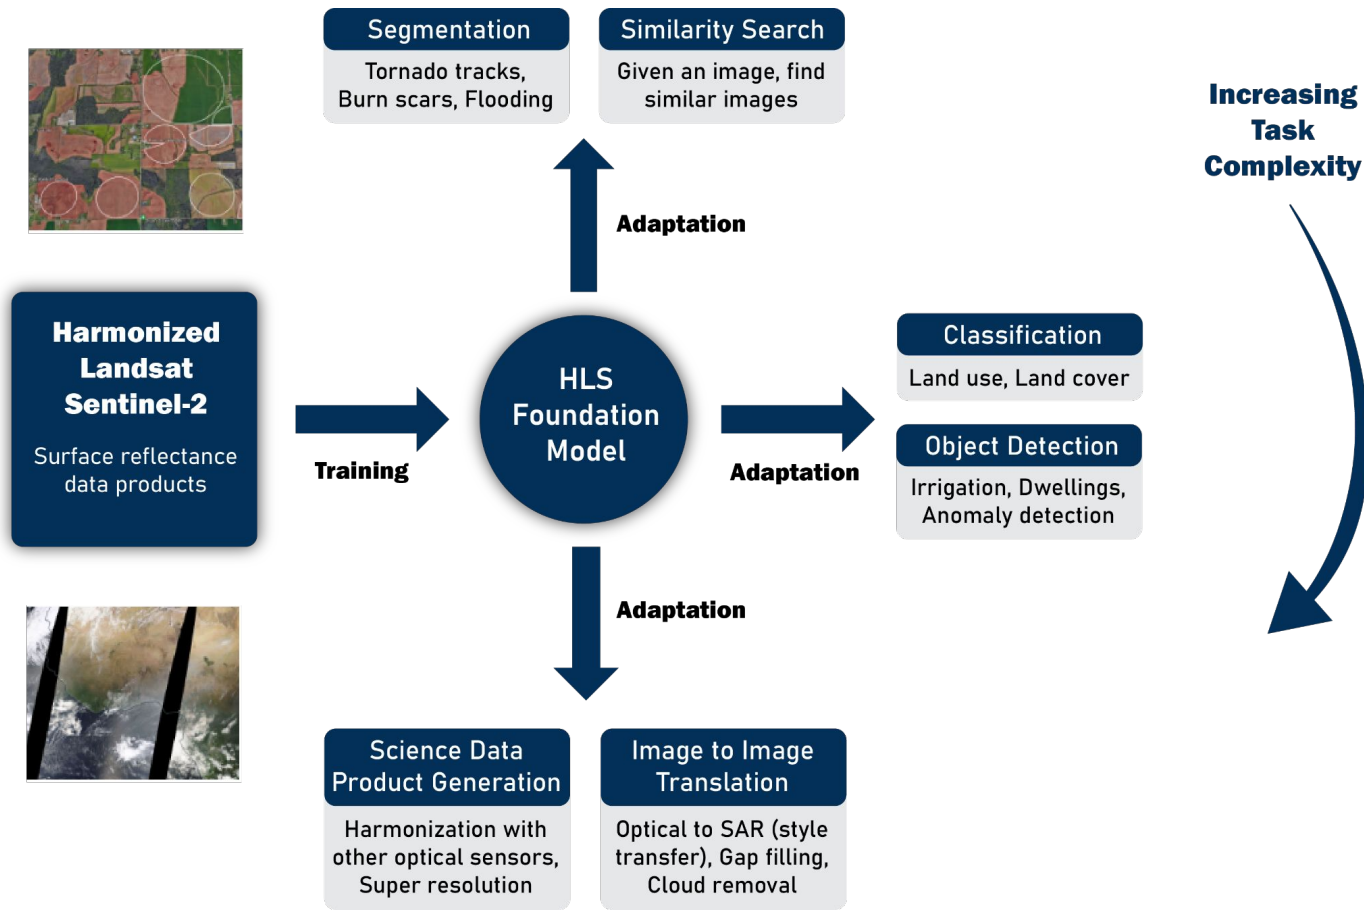 Segmentation
Tornado tracks,
Burn scars, Flooding
Similarity Search
Given an image, find
similar images
Increasing
Task
Complexity
Adaptation
Harmonized
Landsat
Sentinel-2
Surface reflectance
data products
Training
HLS
Foundation
Model
Adaptation
Classification
Land use, Land cover
Object Detection
Irrigation, Dwellings,
Anomaly detection
Adaptation
Science Data
Product Generation
Harmonization with
other optical sensors,
Super resolution
Image to Image
Translation
Optical to SAR (style
transfer), Gap filling,
Cloud removal